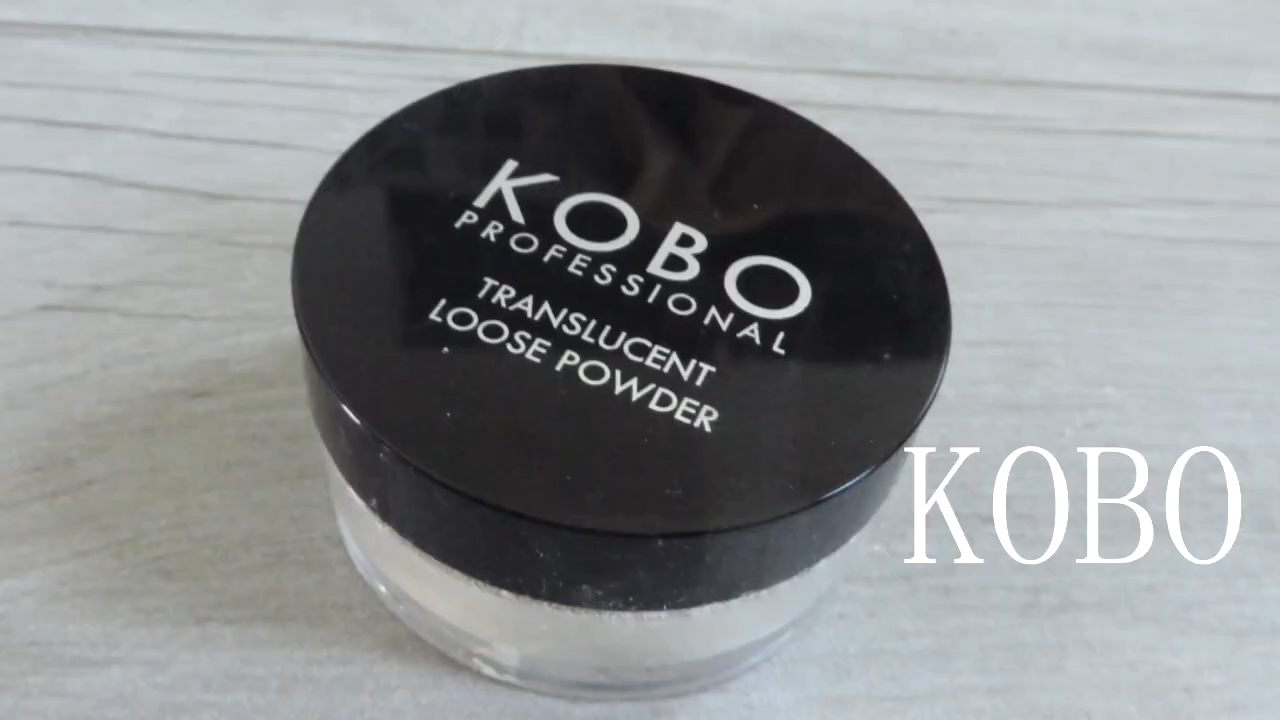 KOBO
PROFESSIONAL
TRANSLUCENT
LOOSE POWDER
KOBO